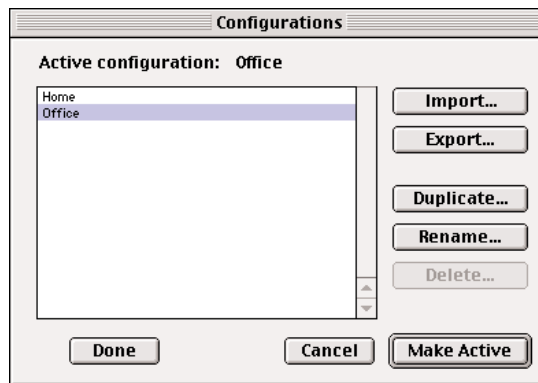 Configurations
Active configuration: Office
Home
Office
Import...
Export...
Duplicate...
Rename...
Delete...
Done
Cancel
Make Active